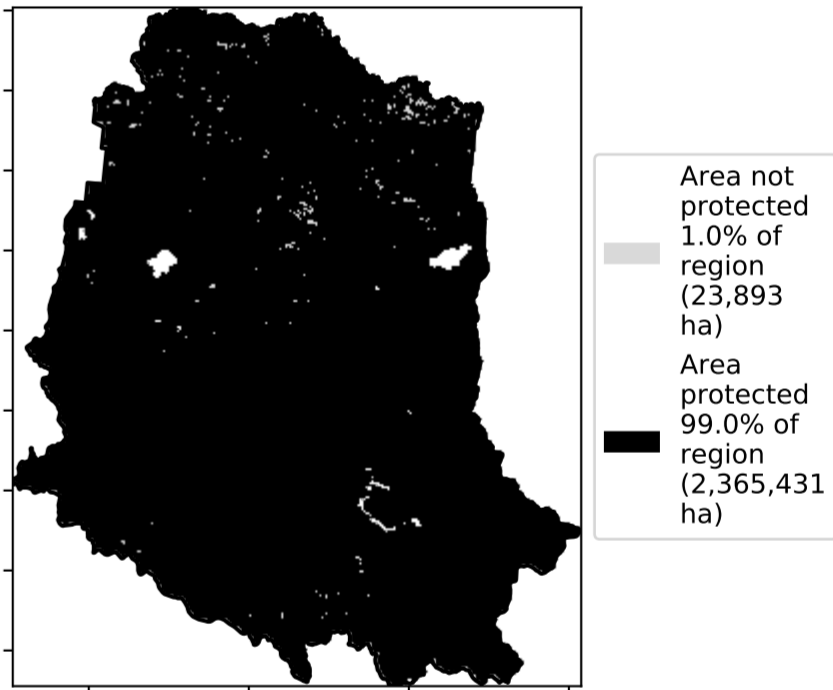 Area not
protected
1.0% of
region
(23,893
ha)
Area
protected
99.0% of
region
(2,365,431
ha)